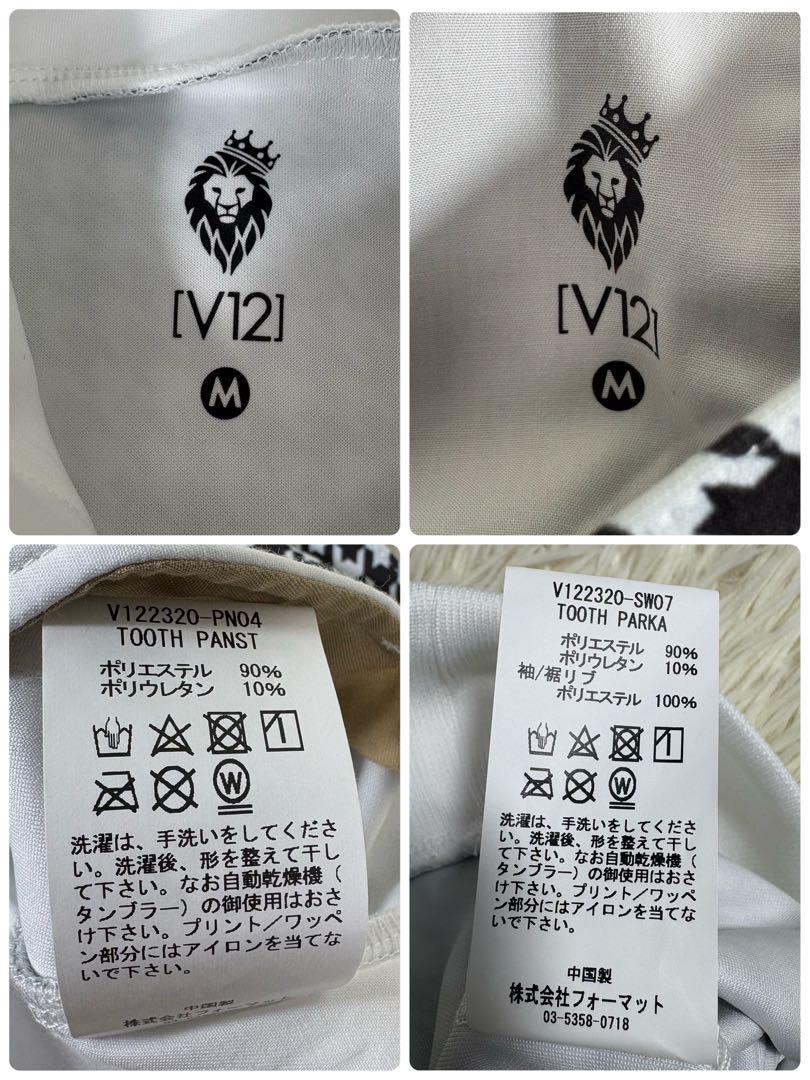 [V12]
M
[V12]
M
V122320-PN04
TOOTH PANST
ポリエステル 90%
ポリウレタン 10%
W
洗濯は、手洗いをしてくださ
い。洗濯後、形を整えて干し
て下さい。なお自動乾燥機（
タンブラー）の御使用はおさ
け下さい。プリント／ワッペ
ン部分にはアイロンを当てな
いで下さい。
中国製
株式会社フォーマット
V122320-SW07
TOOTH PARKA
ポリエステル 90%
ポリウレタン 10%
袖/裾リブ
ポリエステル 100%
W
洗濯は、手洗いをしてくださ
い。洗濯後、形を整えて干し
て下さい。なお自動乾燥機（
タンブラー）の御使用はおさ
け下さい。プリント／ワッペ
ン部分にはアイロンを当てな
いで下さい。
中国製
株式会社フォーマット
03-5358-0718